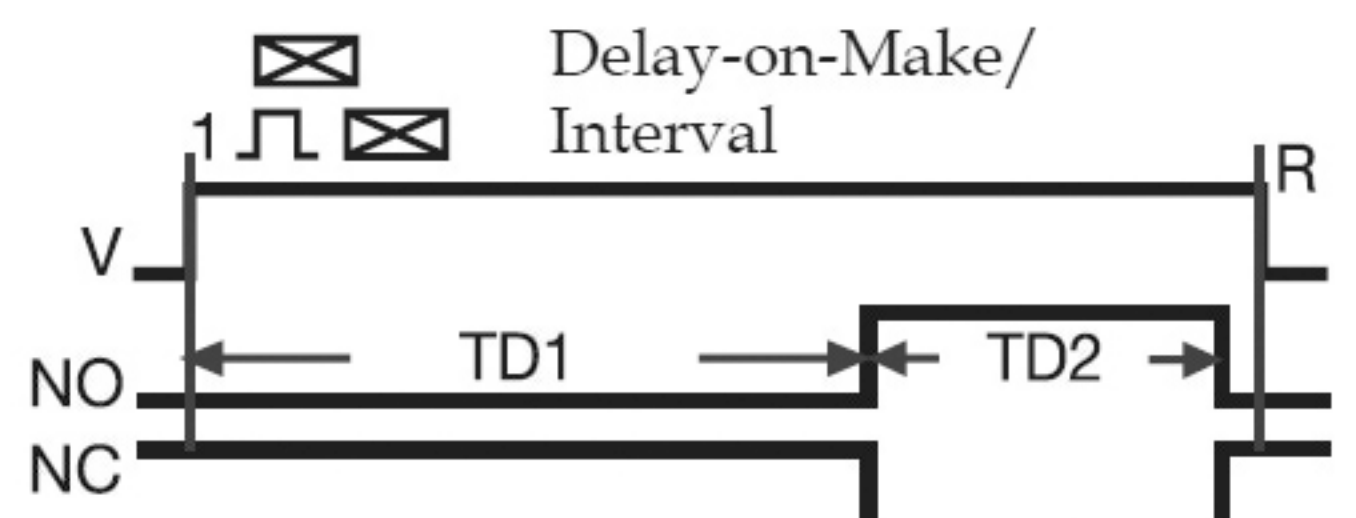 Delay-on-Make/
1 Interval
R
V
TD1 TD2
NO
NC